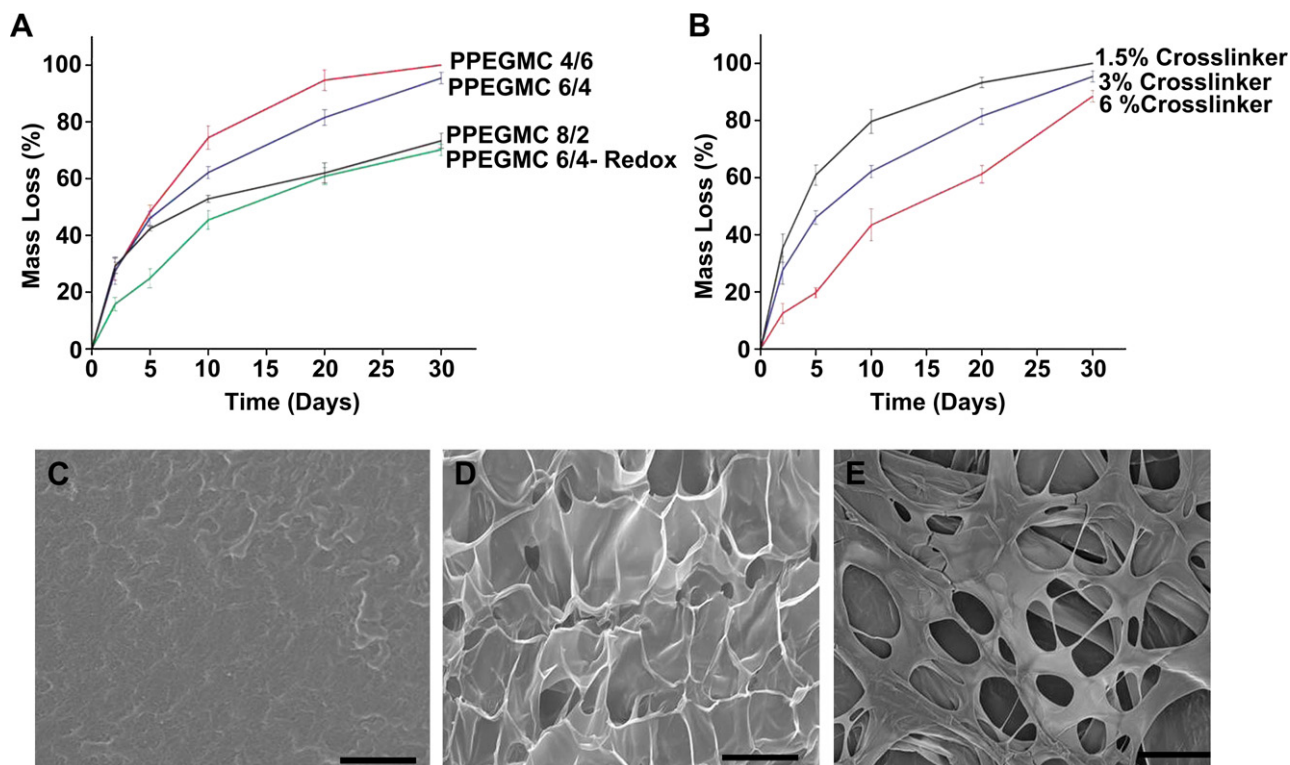 A
Mass Loss (%)
100
80
60
40
20
0
0 5 10 15 20 25 30
Time (Days)
PPEGMC 4/6
PPEGMC 6/4
PPEGMC 8/2
PPEGMC 6/4- Redox
B
Mass Loss (%)
100
80
60
40
20
0
0 5 10 15 20 25 30
Time (Days)
1.5% Crosslinker
3% Crosslinker
6 %Crosslinker
C
D
E